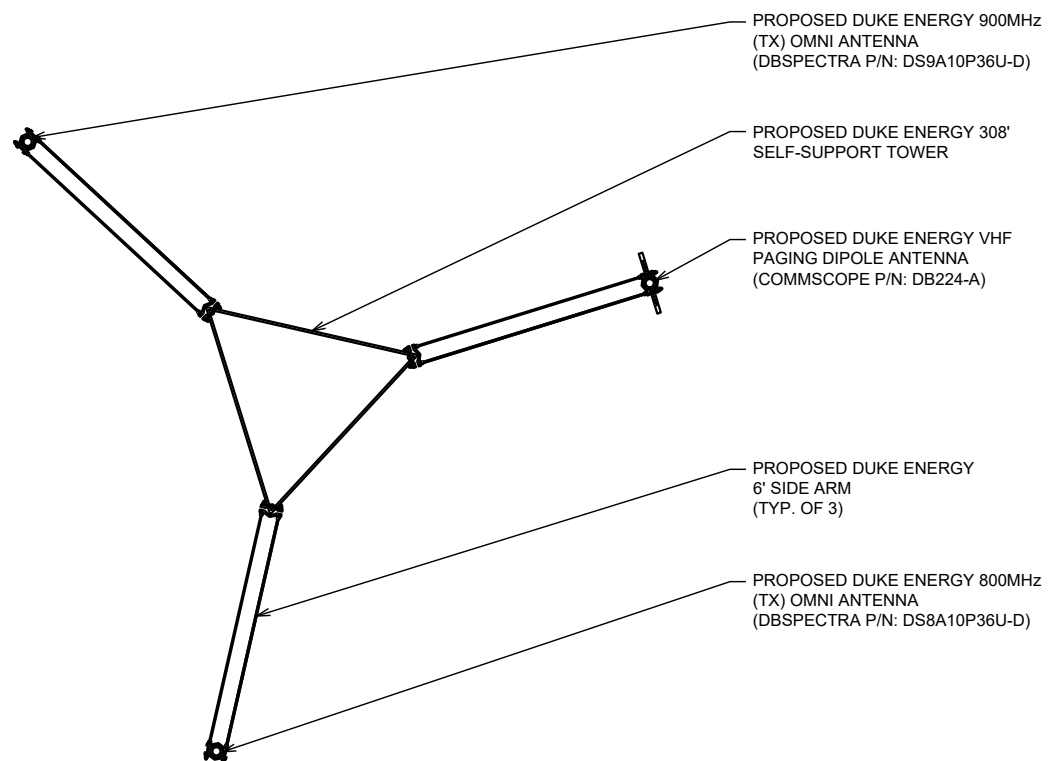 PROPOSED DUKE ENERGY 900MHz
(TX) OMNI ANTENNA
(DBSPECTRA P/N: DS9A10P36U-D)
PROPOSED DUKE ENERGY 308'
SELF-SUPPORT TOWER
PROPOSED DUKE ENERGY VHF
PAGING DIPOLE ANTENNA
(COMMSCOPE P/N: DB224-A)
PROPOSED DUKE ENERGY
6' SIDE ARM
(TYP. OF 3)
PROPOSED DUKE ENERGY 800MHz
(TX) OMNI ANTENNA
(DBSPECTRA P/N: DS8A10P36U-D)